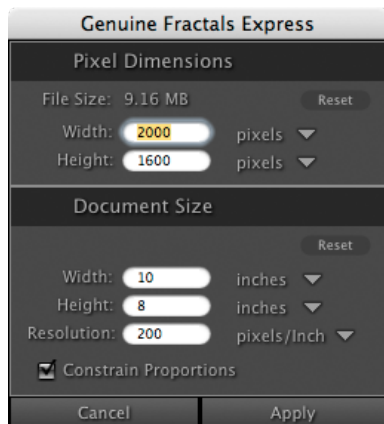 Genuine Fractals Express
Pixel Dimensions
File Size: 9.16 MB Reset
Width: 2000 pixels
Height: 1600 pixels
Document Size
Reset
Width: 10 inches
Height: 8 inches
Resolution: 200 pixels/Inch
Constrain Proportions
Cancel Apply